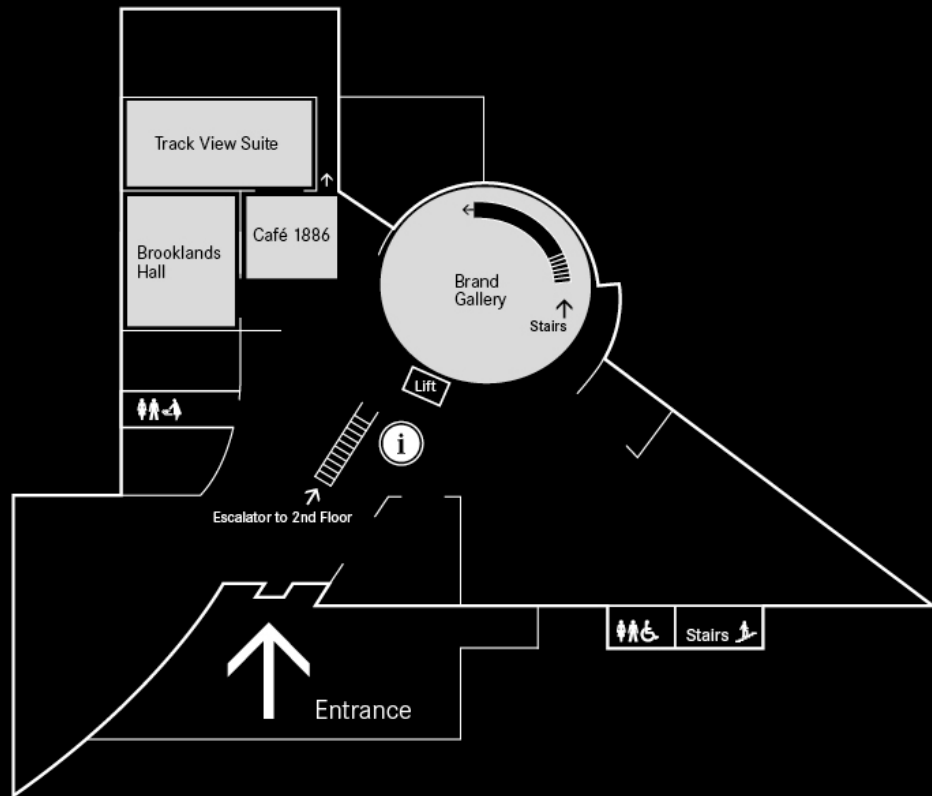 Track View Suite
Café 1886
Brooklands
Hall
Brand
Gallery
Stairs
Lift
i
Escalator to 2nd Floor
Stairs
Entrance